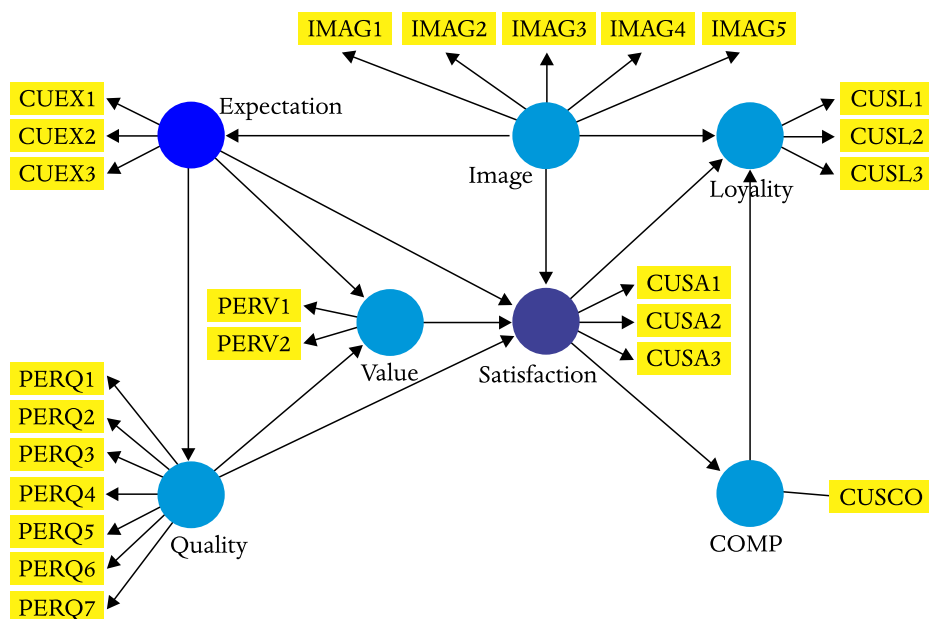 IMAG1 IMAG2 IMAG3 IMAG4 IMAG5
CUEX1
CUEX2
CUEX3
Expectation
Image
CUSL1
CUSL2
CUSL3
Loyality
PERV1
PERV2
Value
CUSA1
CUSA2
CUSA3
Satisfaction
PERQ1
PERQ2
PERQ3
PERQ4
PERQ5
PERQ6
PERQ7
Quality
COMP
CUSCO